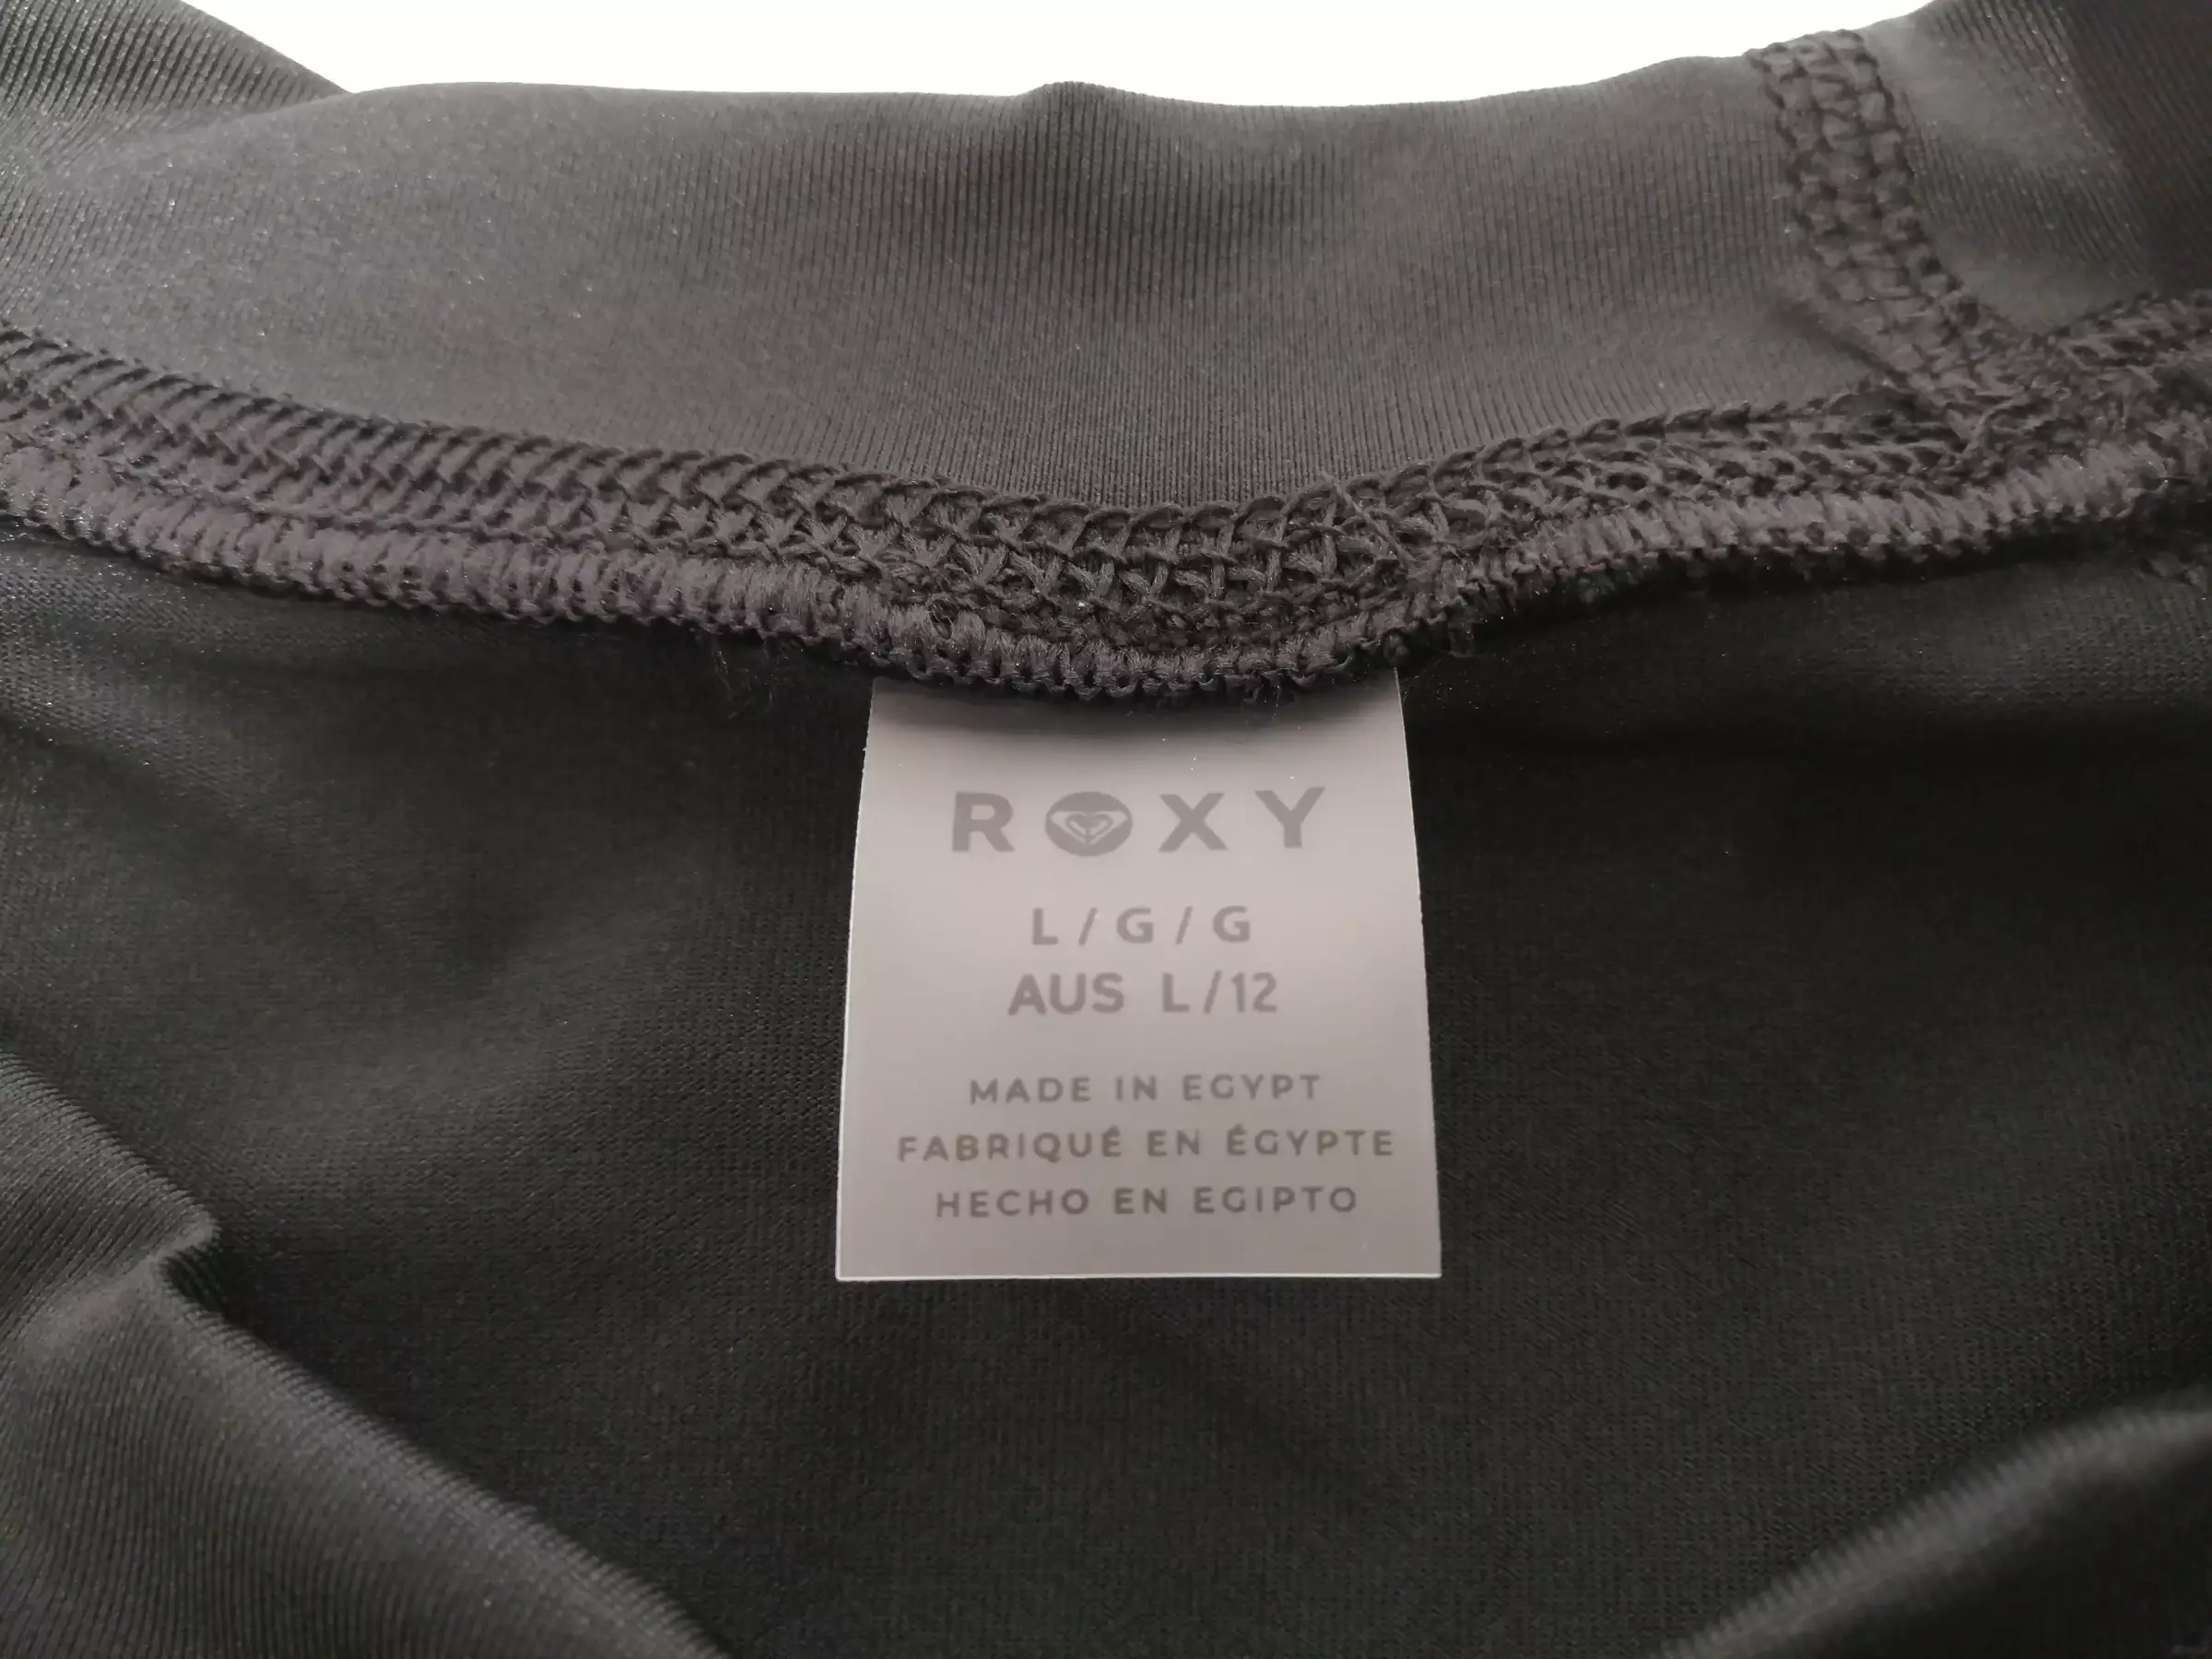 ROXY
L/G/G
AUS L/12
MADE IN EGYPT
FABRIQUÉ EN ÉGYPTE
HECHO EN EGIPTO